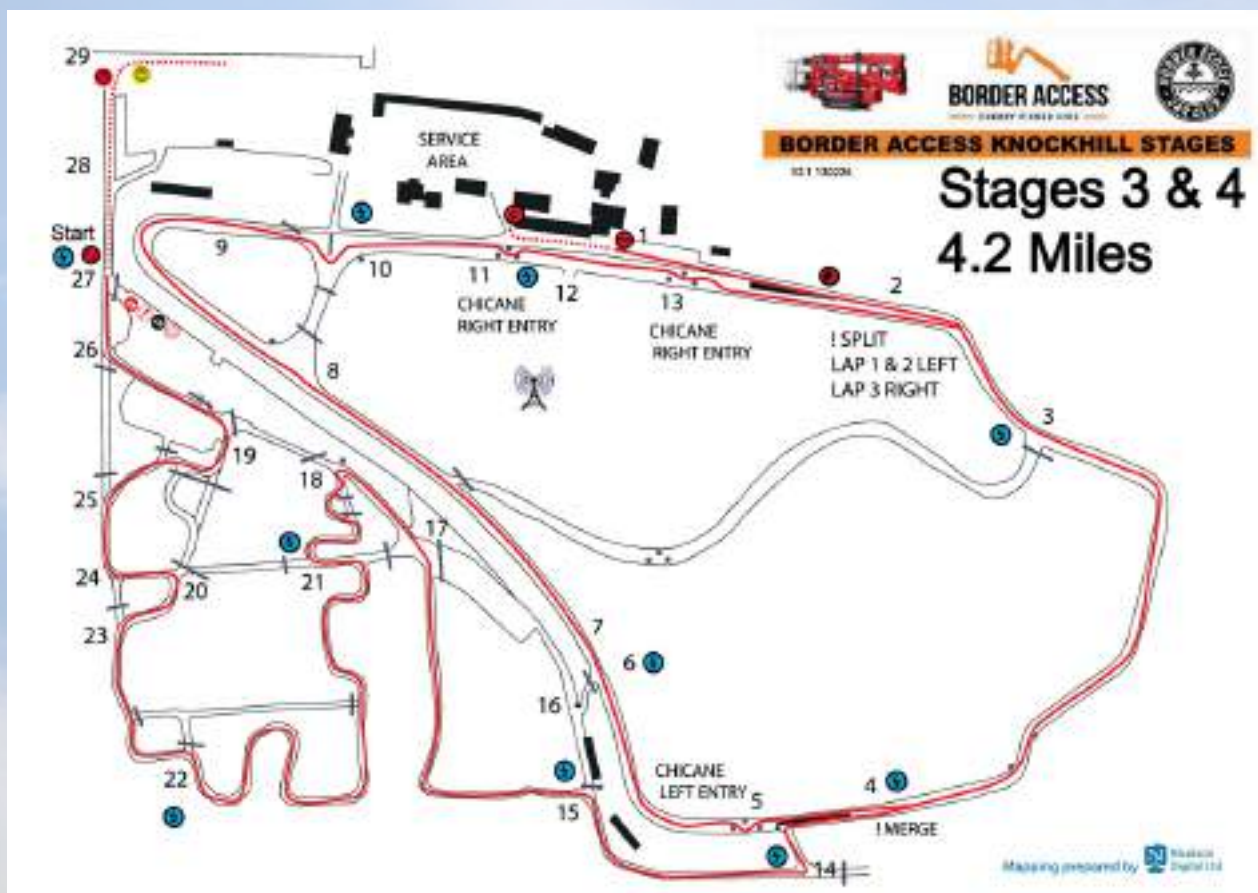 29
BORDER ACCESS
BORDER ACCESS KNOCKHILL STAGES
Stages 3 & 4
4.2 Miles
SERVICE
AREA
28
Start
27
9
10
11
12
13
1
2
CHICANE
RIGHT ENTRY
CHICANE
RIGHT ENTRY
! SPLIT
LAP 1 & 2 LEFT
LAP 3 RIGHT
26
8
3
19
18
25
17
24
20
21
23
7
6
16
22
15
CHICANE
LEFT ENTRY
5
4
! MERGE
14
Mapping prepared by